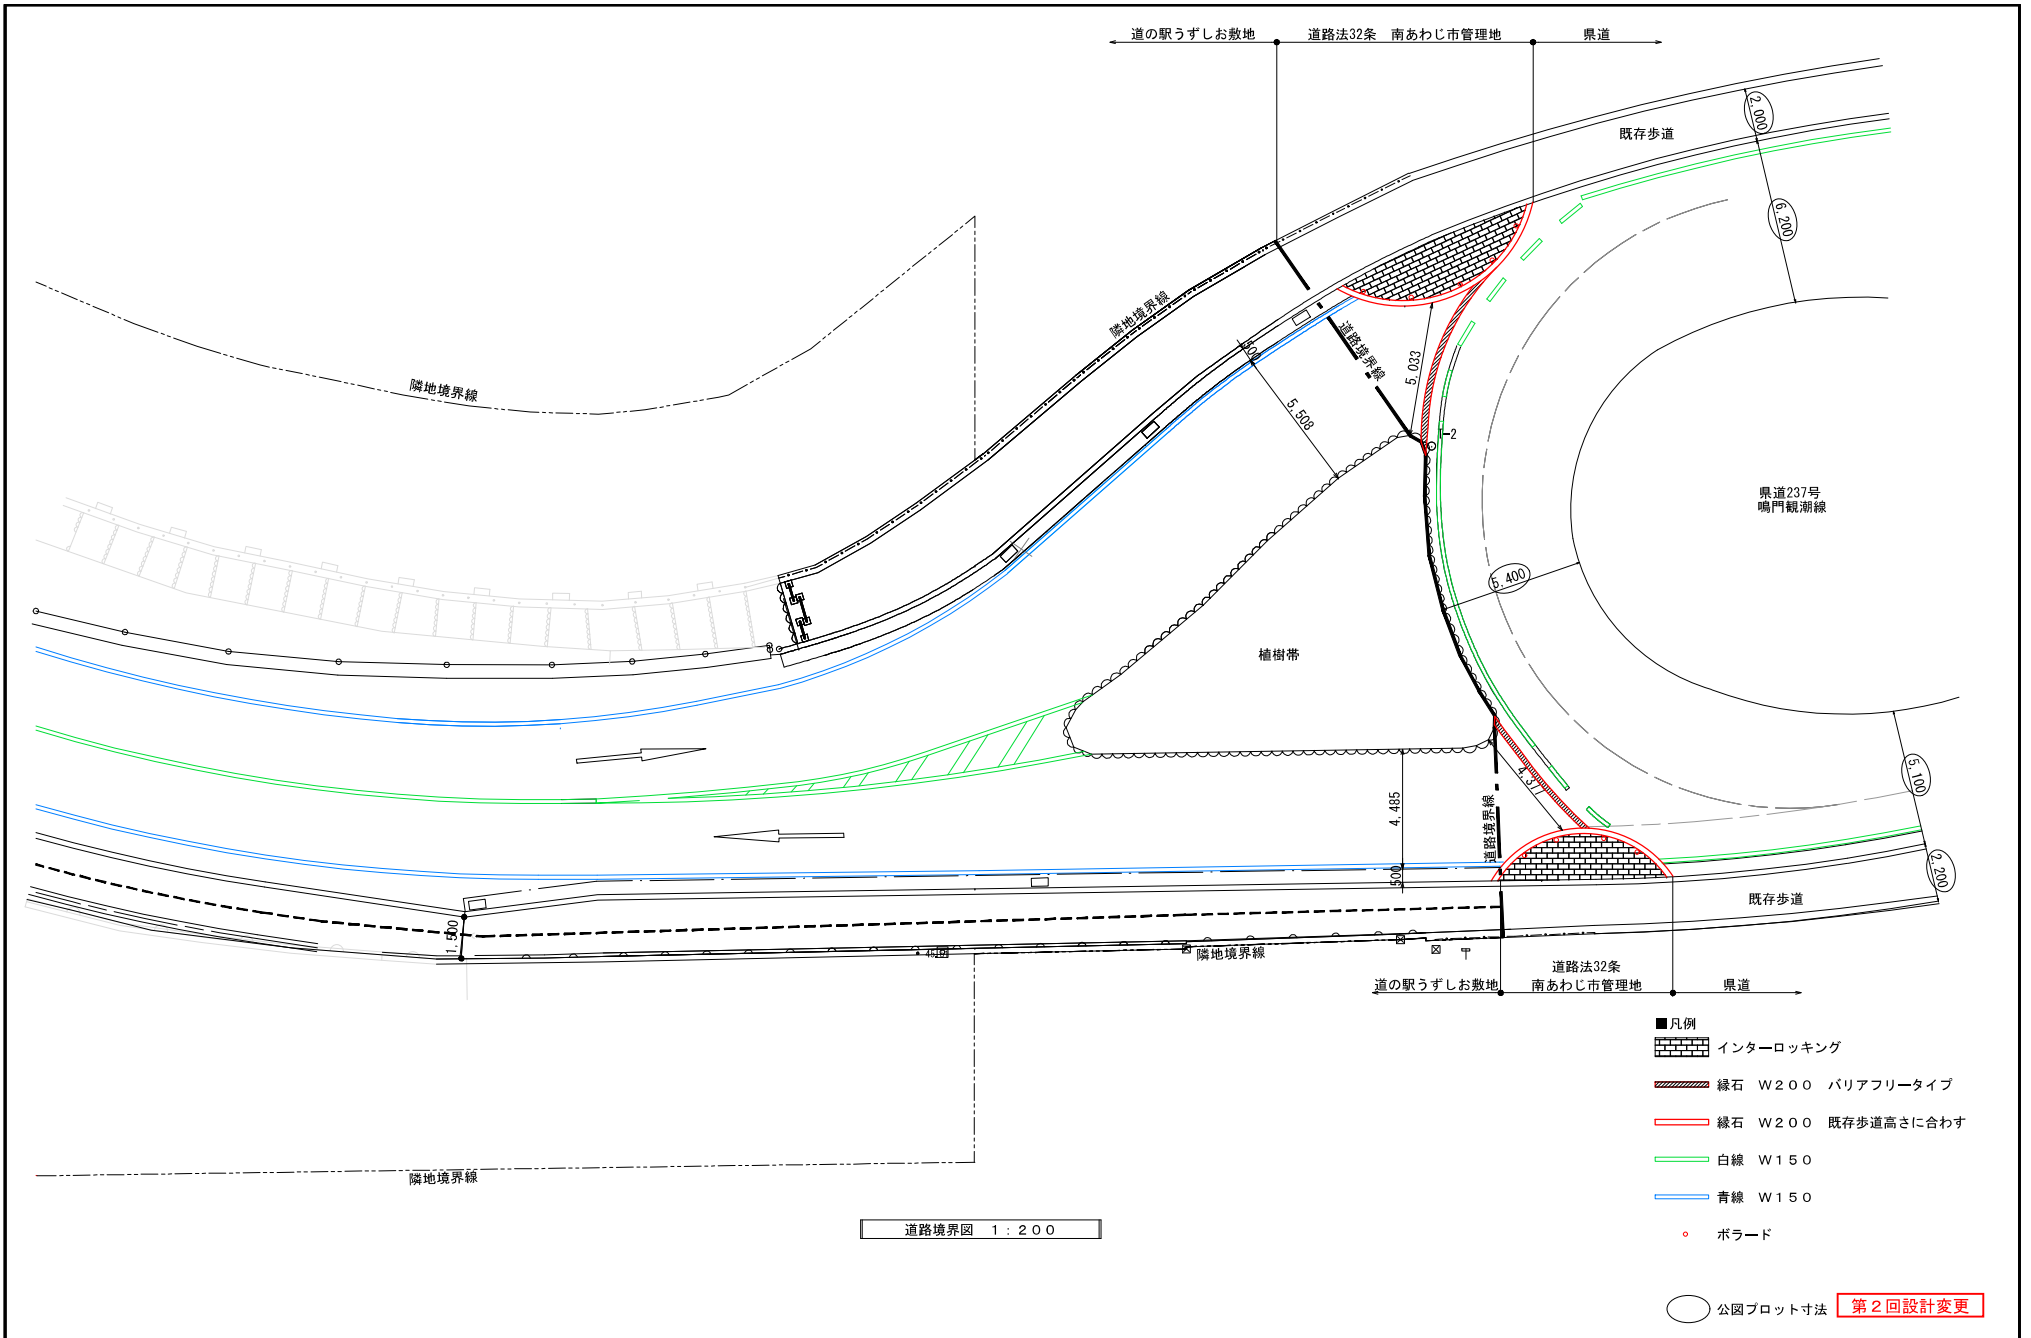 道の駅うずしお敷地
道路法32条　南あわじ市管理地
県道
2,000
既存歩道
6,200
隣地境界線
隣地境界線
500
道路境界線
5,033
5,508
T-2
県道237号
鳴門観潮線
5,400
植樹帯
4,377
5,100
4,485
道路境界線
500
2,200
既存歩道
1,500
隣地境界線
道路法32条
道の駅うずしお敷地
南あわじ市管理地
県道
■凡例
インターロッキング
縁石　W200　バリアフリータイプ
縁石　W200　既存歩道高さに合わす
白線　W150
青線　W150
ボラード
隣地境界線
道路境界図　1：200
公図プロット寸法
第2回設計変更